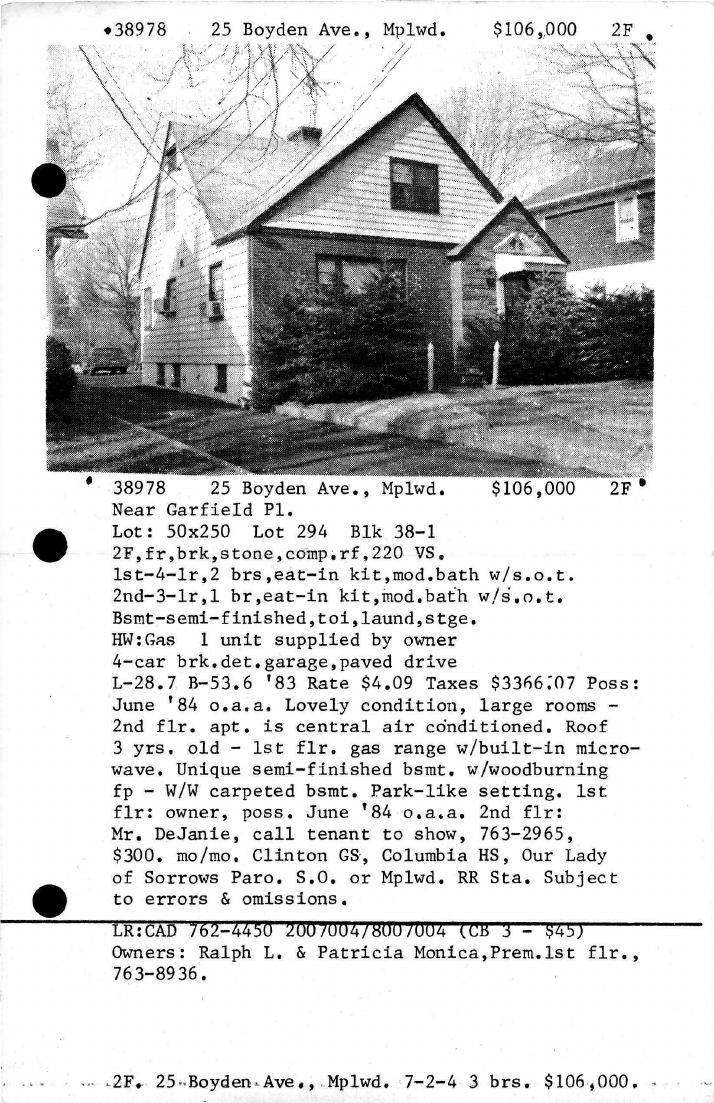 38978 25 Boyden Ave., Mplwd. $106,000 2F
38978 25 Boyden Ave., Mplwd. $106,000 2F
Near Garfield Pl.
Lot: 50x250 Lot 294 Blk 38-1
2F,fr,brk,stone,comp.rf,220 VS.
1st-4-lr,2 brs,eat-in kit,mod.bath w/s.o.t.
2nd-3-lr,1 br,eat-in kit,mod.bath w/s.o.t.
Bsmt-semi-finished,toi,laund,stge.
HW:Gas 1 unit supplied by owner
4-car brk.det.garage,paved drive
L-28.7 B-53.6 '83 Rate $4.09 Taxes $3366.07 Poss:
June '84 o.a.a. Lovely condition, large rooms -
2nd flr. apt. is central air conditioned. Roof
3 yrs. old - 1st flr. gas range w/built-in micro-
wave. Unique semi-finished bsmt. w/woodburning
fp - W/W carpeted bsmt. Park-like setting. 1st
flr: owner, poss. June '84 o.a.a. 2nd flr:
Mr. DeJanie, call tenant to show, 763-2965,
$300. mo/mo. Clinton GS, Columbia HS, Our Lady
of Sorrows Paro. S.O. or Mplwd. RR Sta. Subject
to errors & omissions.
LR:CAD 762-4450 2007004/8007004 (CB 3 - $45)
Owners: Ralph L. & Patricia Monica,Prem.1st flr.,
763-8936.
2F. 25 Boyden Ave., Mplwd. 7-2-4 3 brs. $106,000.